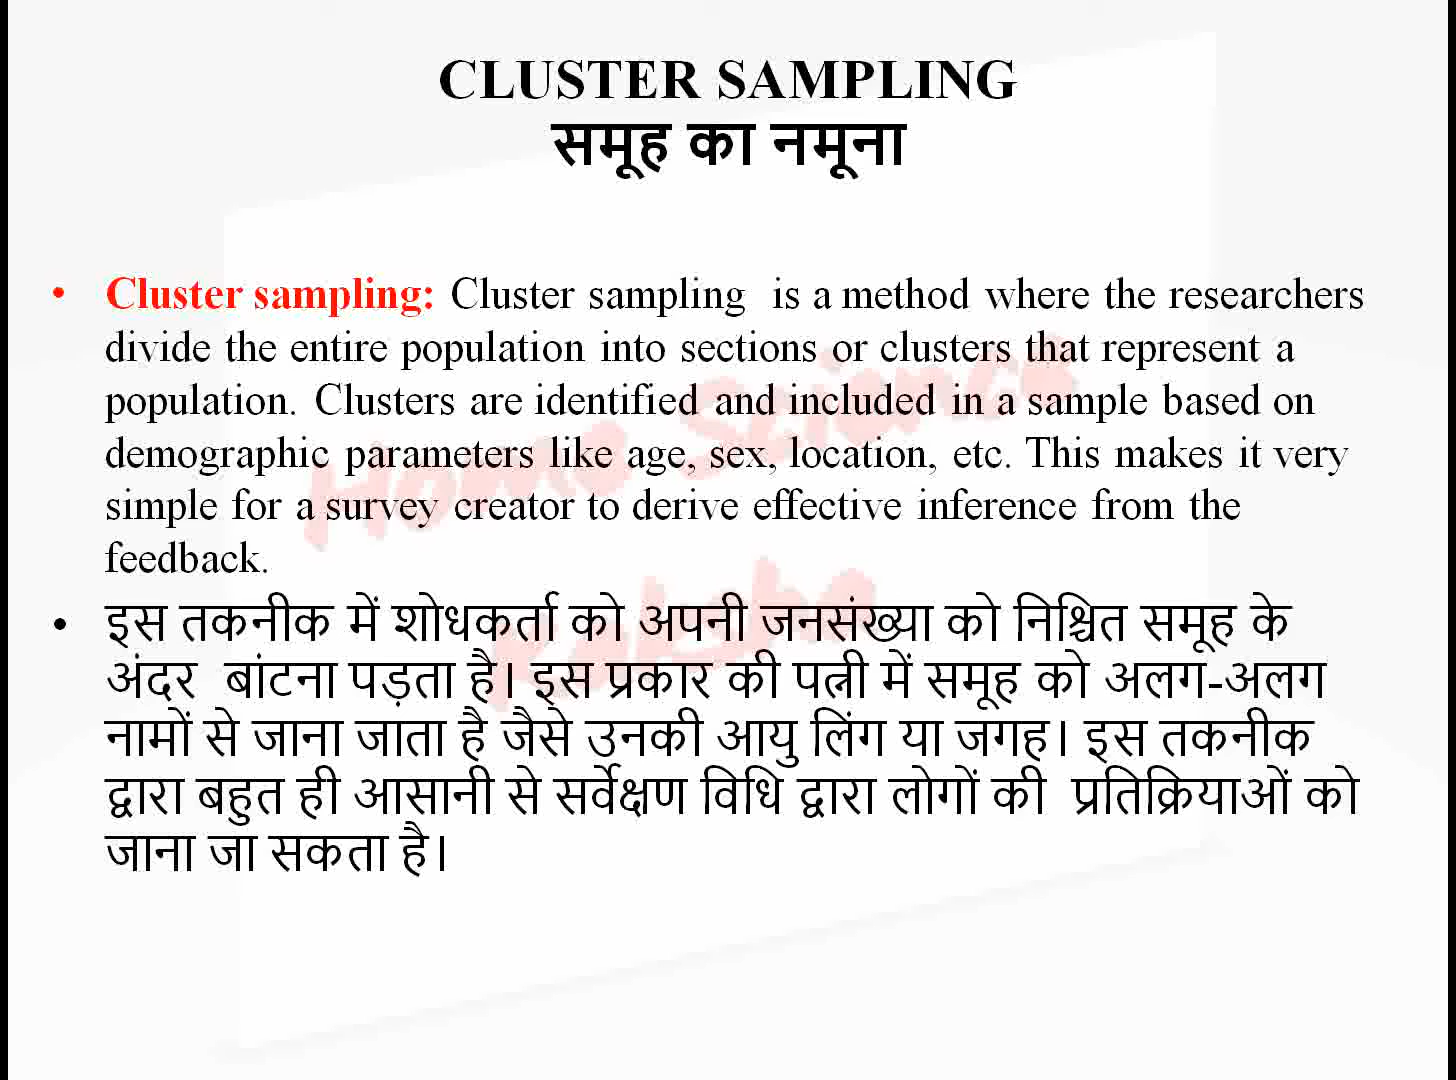 CLUSTER SAMPLING
समूह का नमूना
• Cluster sampling: Cluster sampling is a method where the researchers
divide the entire population into sections or clusters that represent a
population. Clusters are identified and included in a sample based on
demographic parameters like age, sex, location, etc. This makes it very
simple for a survey creator to derive effective inference from the
feedback.
• इस तकनीक में शोधकर्ता को अपनी जनसंख्या को निश्चित समूह के
अंदर बांटना पड़ता है। इस प्रकार की पत्नी में समूह को अलग-अलग
नामों से जाना जाता है जैसे उनकी आयु लिंग या जगह। इस तकनीक
द्वारा बहुत ही आसानी से सर्वेक्षण विधि द्वारा लोगों की प्रतिक्रियाओं को
जाना जा सकता है।
Home Science
Kaksha